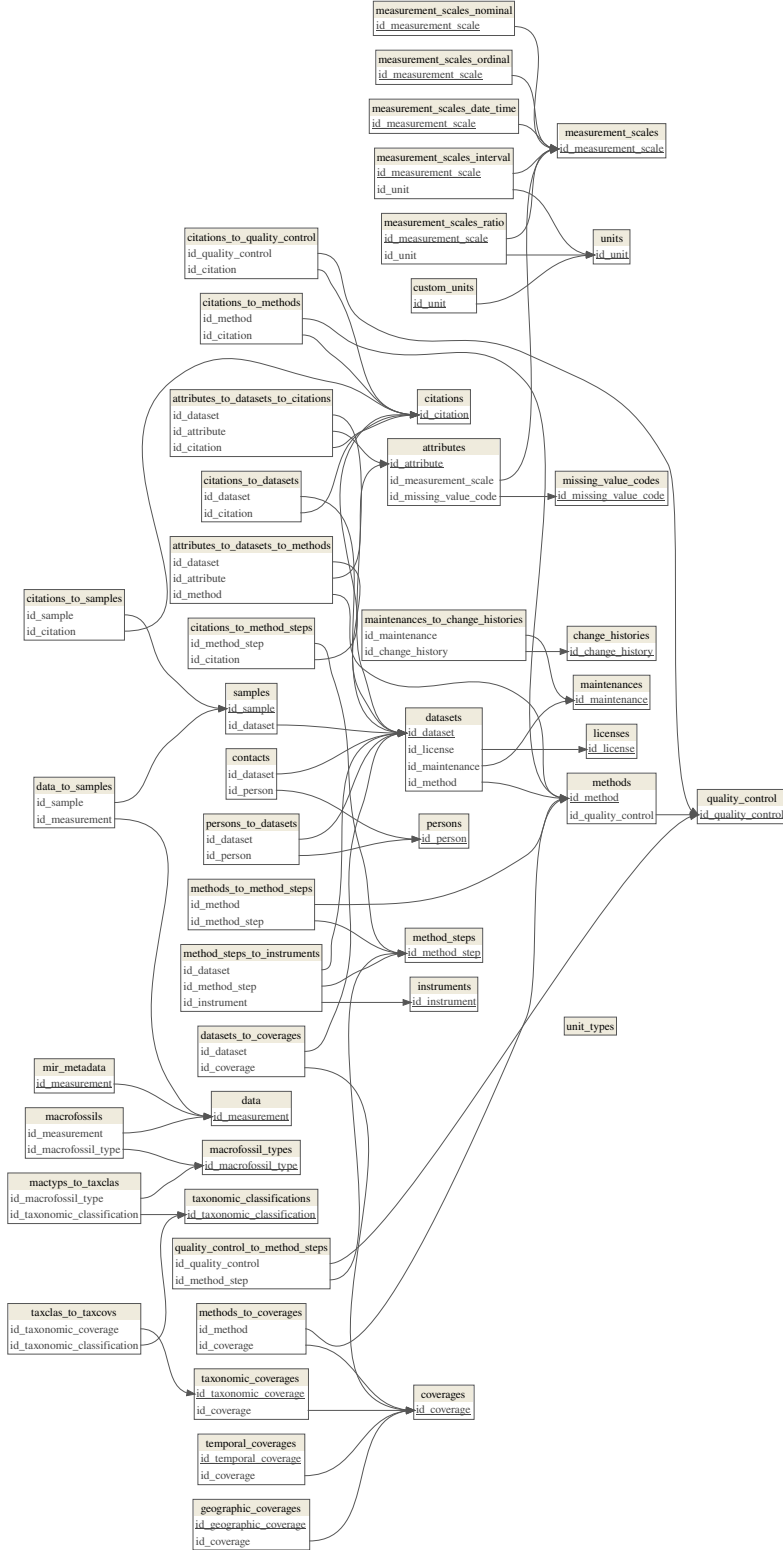 measurement_scales_nominal
id_measurement_scale
measurement_scales_ordinal
id_measurement_scale
measurement_scales_date_time
id_measurement_scale
measurement_scales
id_measurement_scale
measurement_scales_interval
id_measurement_scale
id_unit
measurement_scales_ratio
id_measurement_scale
id_unit
units
id_unit
custom_units
id_unit
citations_to_quality_control
id_quality_control
id_citation
citations_to_methods
id_method
id_citation
attributes_to_datasets_to_citations
id_dataset
id_attribute
id_citation
citations
id_citation
attributes
id_attribute
id_measurement_scale
id_missing_value_code
missing_value_codes
id_missing_value_code
citations_to_datasets
id_dataset
id_citation
attributes_to_datasets_to_methods
id_dataset
id_attribute
id_method
citations_to_samples
id_sample
id_citation
citations_to_method_steps
id_method_step
id_citation
maintenances_to_change_histories
id_maintenance
id_change_history
change_histories
id_change_history
maintenances
id_maintenance
samples
id_sample
id_dataset
datasets
id_dataset
id_license
id_maintenance
id_method
licenses
id_license
contacts
id_dataset
id_person
data_to_samples
id_sample
id_measurement
methods
id_method
id_quality_control
quality_control
id_quality_control
persons_to_datasets
id_dataset
id_person
persons
id_person
methods_to_method_steps
id_method
id_method_step
method_steps
id_method_step
method_steps_to_instruments
id_dataset
id_method_step
id_instrument
instruments
id_instrument
unit_types
datasets_to_coverages
id_dataset
id_coverage
mir_metadata
id_measurement
data
id_measurement
macrofossils
id_measurement
id_macrofossil_type
macrofossil_types
id_macrofossil_type
mactyps_to_taxclas
id_macrofossil_type
id_taxonomic_classification
taxonomic_classifications
id_taxonomic_classification
quality_control_to_method_steps
id_quality_control
id_method_step
taxclas_to_taxcovs
id_taxonomic_coverage
id_taxonomic_classification
methods_to_coverages
id_method
id_coverage
taxonomic_coverages
id_taxonomic_coverage
id_coverage
coverages
id_coverage
temporal_coverages
id_temporal_coverage
id_coverage
geographic_coverages
id_geographic_coverage
id_coverage